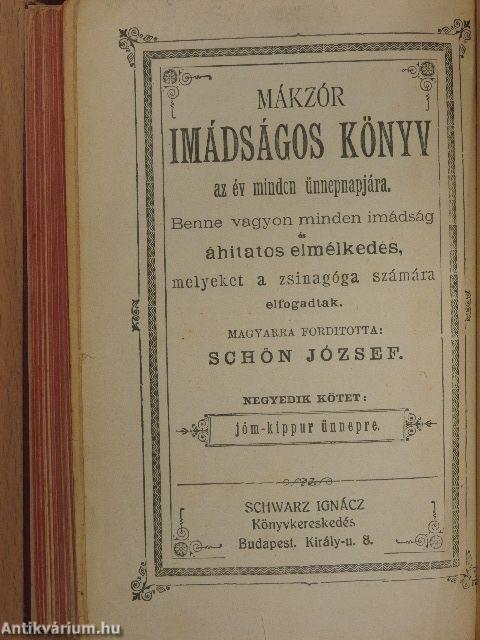 MÁKZÓR
IMÁDSÁGOS KÖNYV
az év minden ünnepnapjára.
Benne vagyon minden imádság
és
áhitatos elmélkedés,
melyeket a zsinagóga számára
elfogadtak.
MAGYARRA FORDITOTTA:
SCHÖN JÓZSEF.
NEGYEDIK KÖTET:
jóm-kippur ünnepre.
SCHWARZ IGNÁCZ
Könyvkereskedés
Budapest. Király-u. 8.
Antikvárium.hu